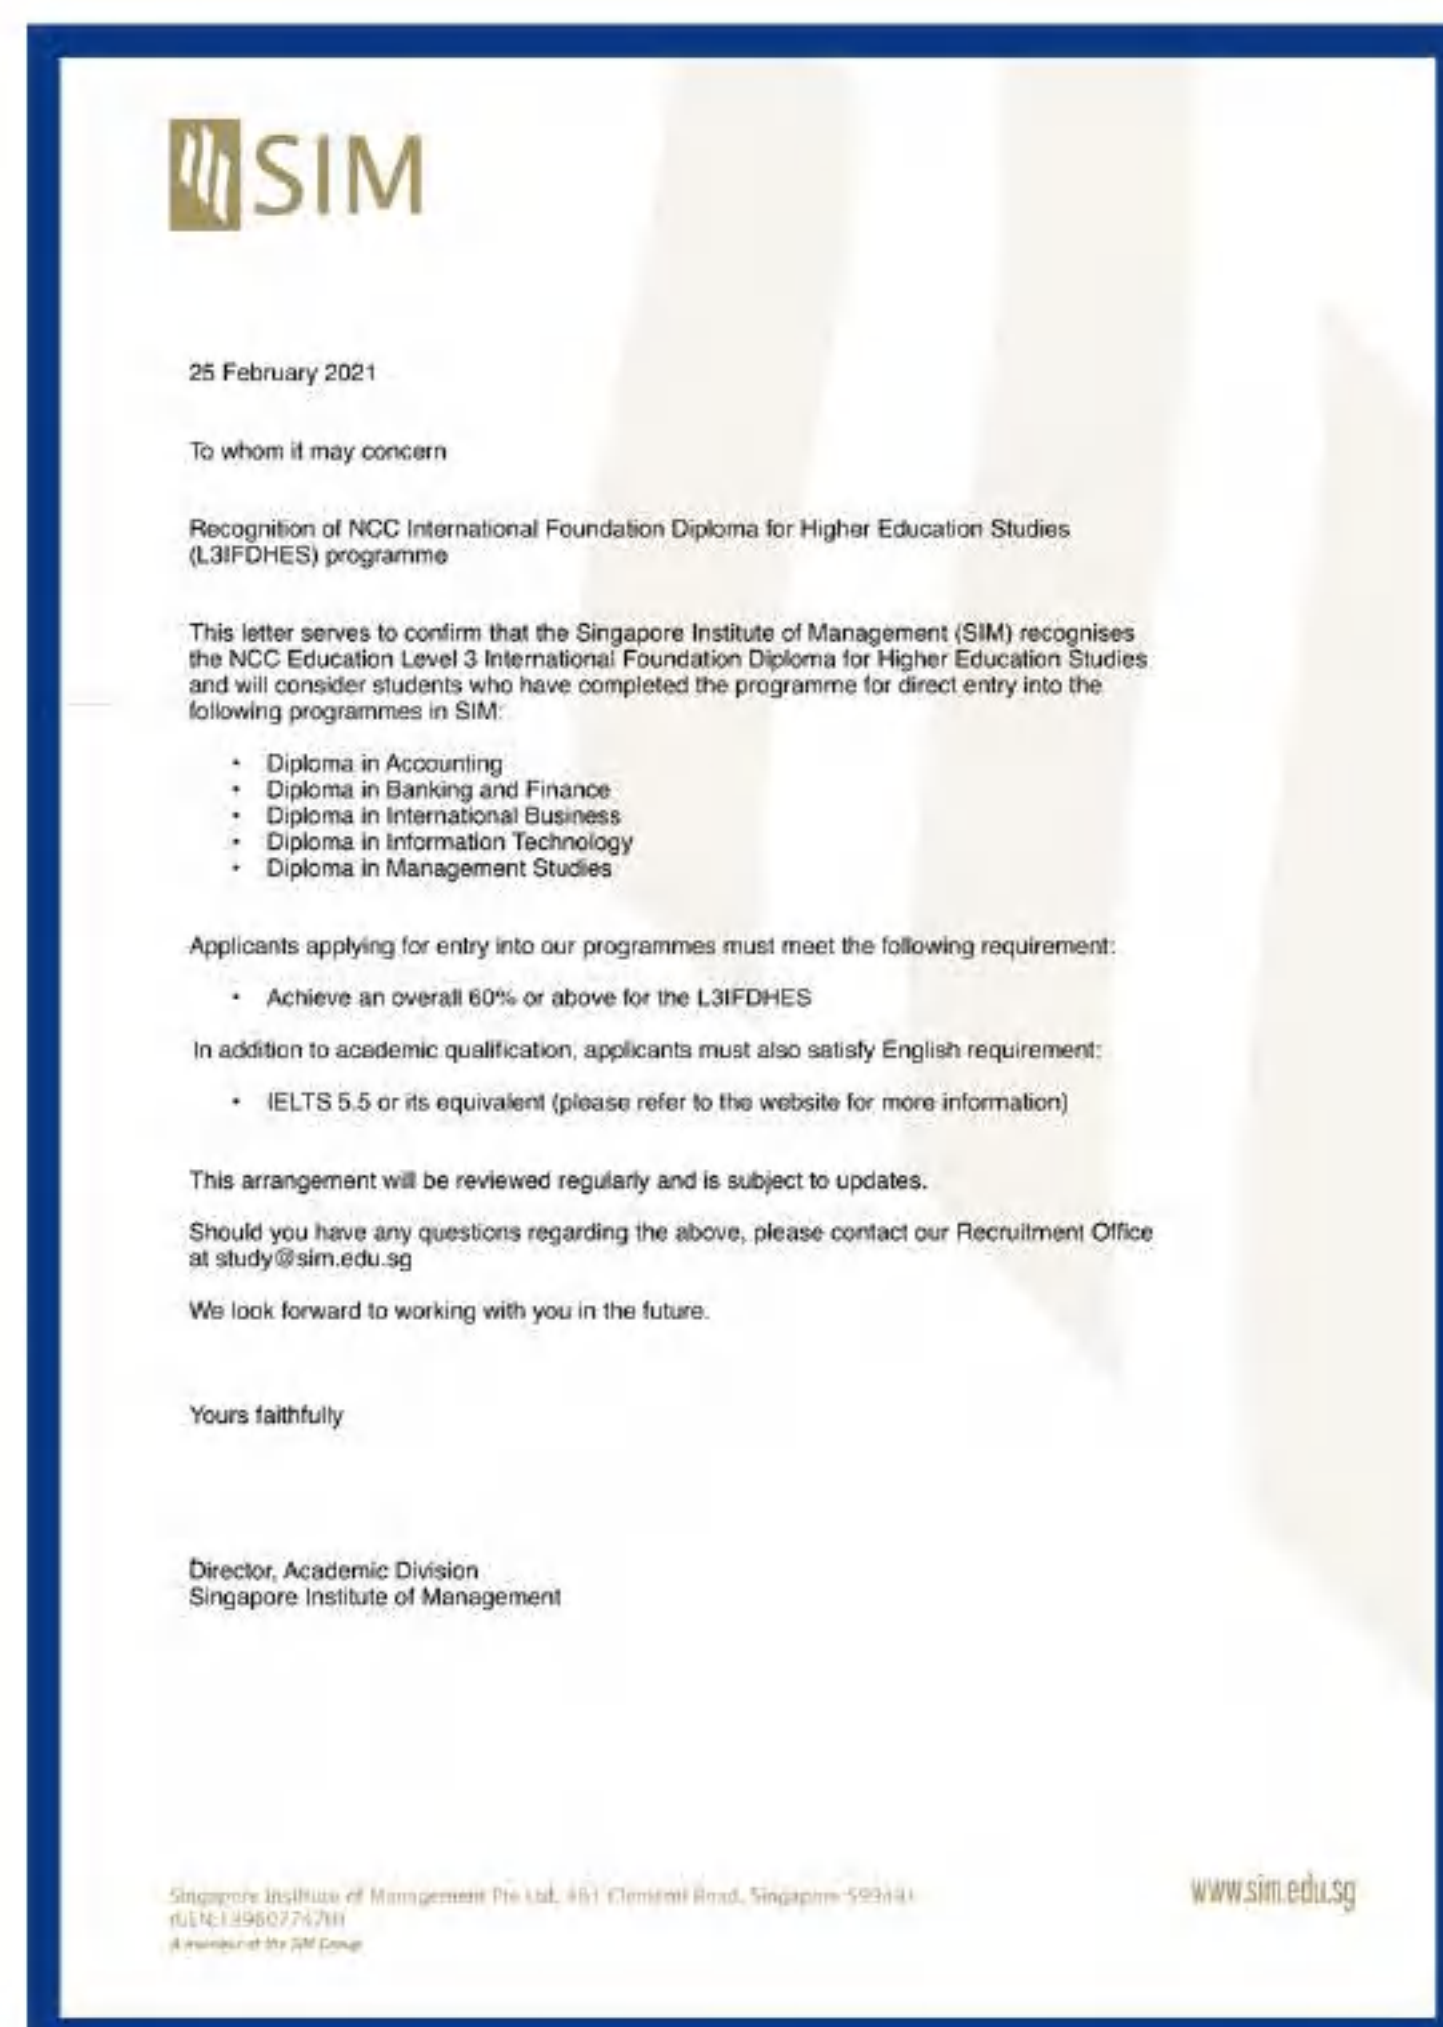 SIM
25 February 2021
To whom it may concern
Recognition of NCC International Foundation Diploma for Higher Education Studies
(L3IFDHES) programme
This letter serves to confirm that the Singapore Institute of Management (SIM) recognises
the NCC Education Level 3 International Foundation Diploma for Higher Education Studies
and will consider students who have completed the programme for direct entry into the
following programmes in SIM:
• Diploma in Accounting
• Diploma in Banking and Finance
• Diploma in International Business
• Diploma in Information Technology
• Diploma in Management Studies
Applicants applying for entry into our programmes must meet the following requirement:
• Achieve an overall 60% or above for the L3IFDHES
In addition to academic qualification, applicants must also satisfy English requirement:
• IELTS 5.5 or its equivalent (please refer to the website for more information)
This arrangement will be reviewed regularly and is subject to updates.
Should you have any questions regarding the above, please contact our Recruitment Office
at study@sim.edu.sg
We look forward to working with you in the future.
Yours faithfully
Director, Academic Division
Singapore Institute of Management
Singapore Institute of Management Pte Ltd, 461 Clementi Road, Singapore 599491
A member of the SIM Group
www.sim.edu.sg